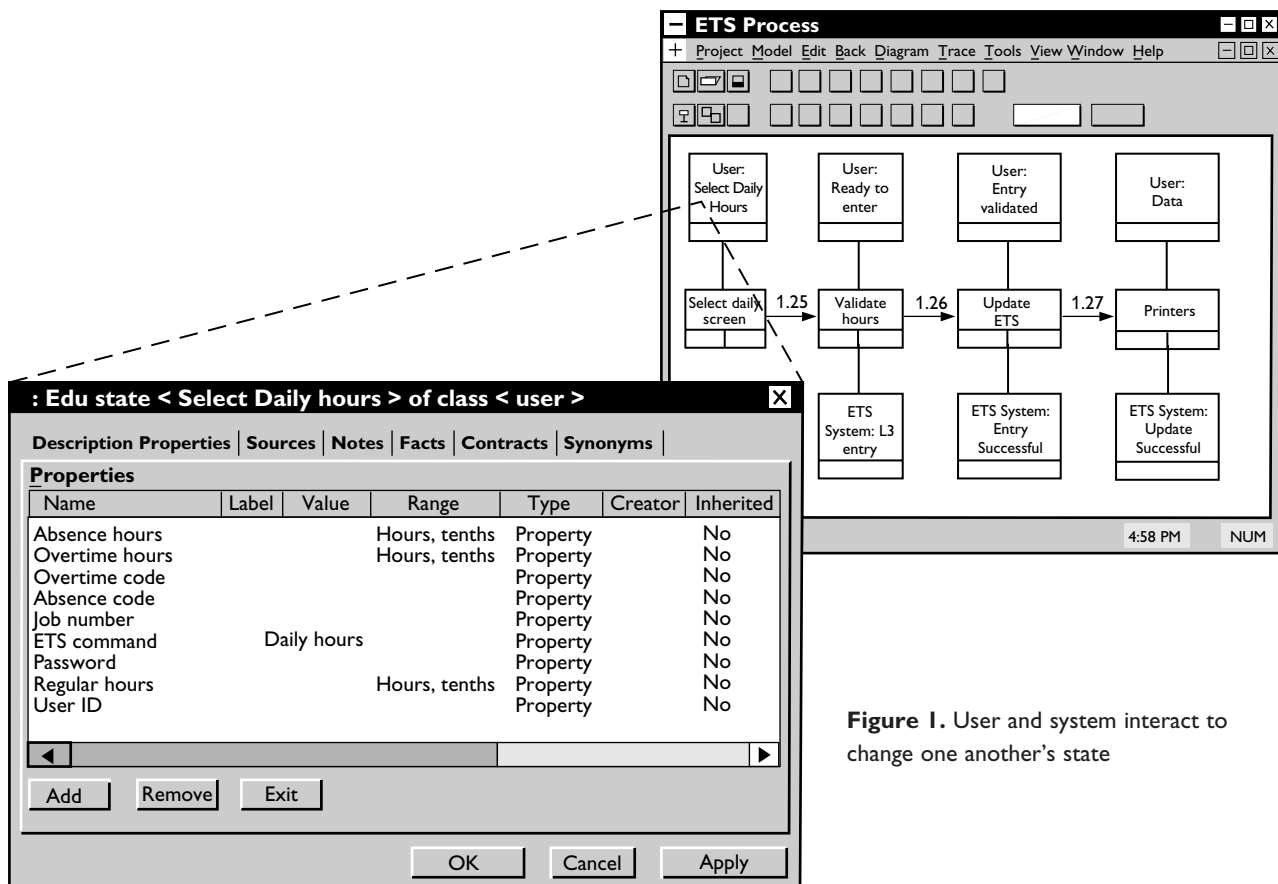 ETS Process
Project Model Edit Back Diagram Trace Tools View Window Help
User:
Select Daily
Hours
User:
Ready to
enter
User:
Entry
validated
User:
Data
Select daily
screen
1.25
Validate
hours
1.26
Update
ETS
1.27
Printers
ETS
System: L3
entry
ETS System:
Entry
Successful
ETS System:
Update
Successful
4:58 PM NUM
: Edu state < Select Daily hours > of class < user >
Description Properties Sources Notes Facts Contracts Synonyms
Properties
Name Label Value Range Type Creator Inherited
Absence hours Hours, tenths Property No
Overtime hours Hours, tenths Property No
Overtime code Property No
Absence code Property No
Job number Property No
ETS command Daily hours Property No
Password Property No
Regular hours Hours, tenths Property No
User ID Property No
Add Remove Exit
OK Cancel Apply
Figure 1. User and system interact to
change one another's state